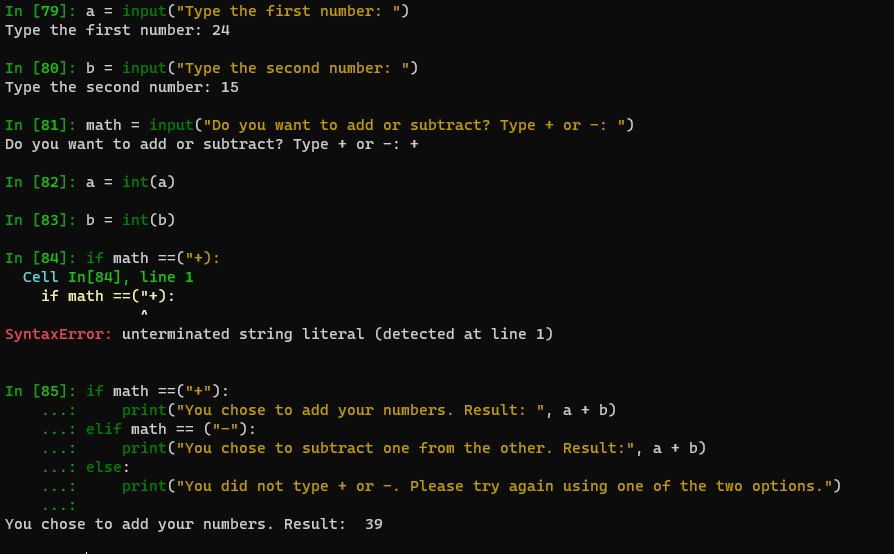 In [79]: a = input("Type the first number: ")
Type the first number: 24
In [80]: b = input("Type the second number: ")
Type the second number: 15
In [81]: math = input("Do you want to add or subtract? Type + or -: ")
Do you want to add or subtract? Type + or -: +
In [82]: a = int(a)
In [83]: b = int(b)
In [84]: if math ==("+):
  Cell In[84], line 1
    if math ==("+):
               ^
SyntaxError: unterminated string literal (detected at line 1)
In [85]: if math ==("+"):
    ...:     print("You chose to add your numbers. Result: ", a + b)
    ...: elif math == ("-"):
    ...:     print("You chose to subtract one from the other. Result:", a + b)
    ...: else:
    ...:     print("You did not type + or -. Please try again using one of the two options.")
    ...:
You chose to add your numbers. Result:  39